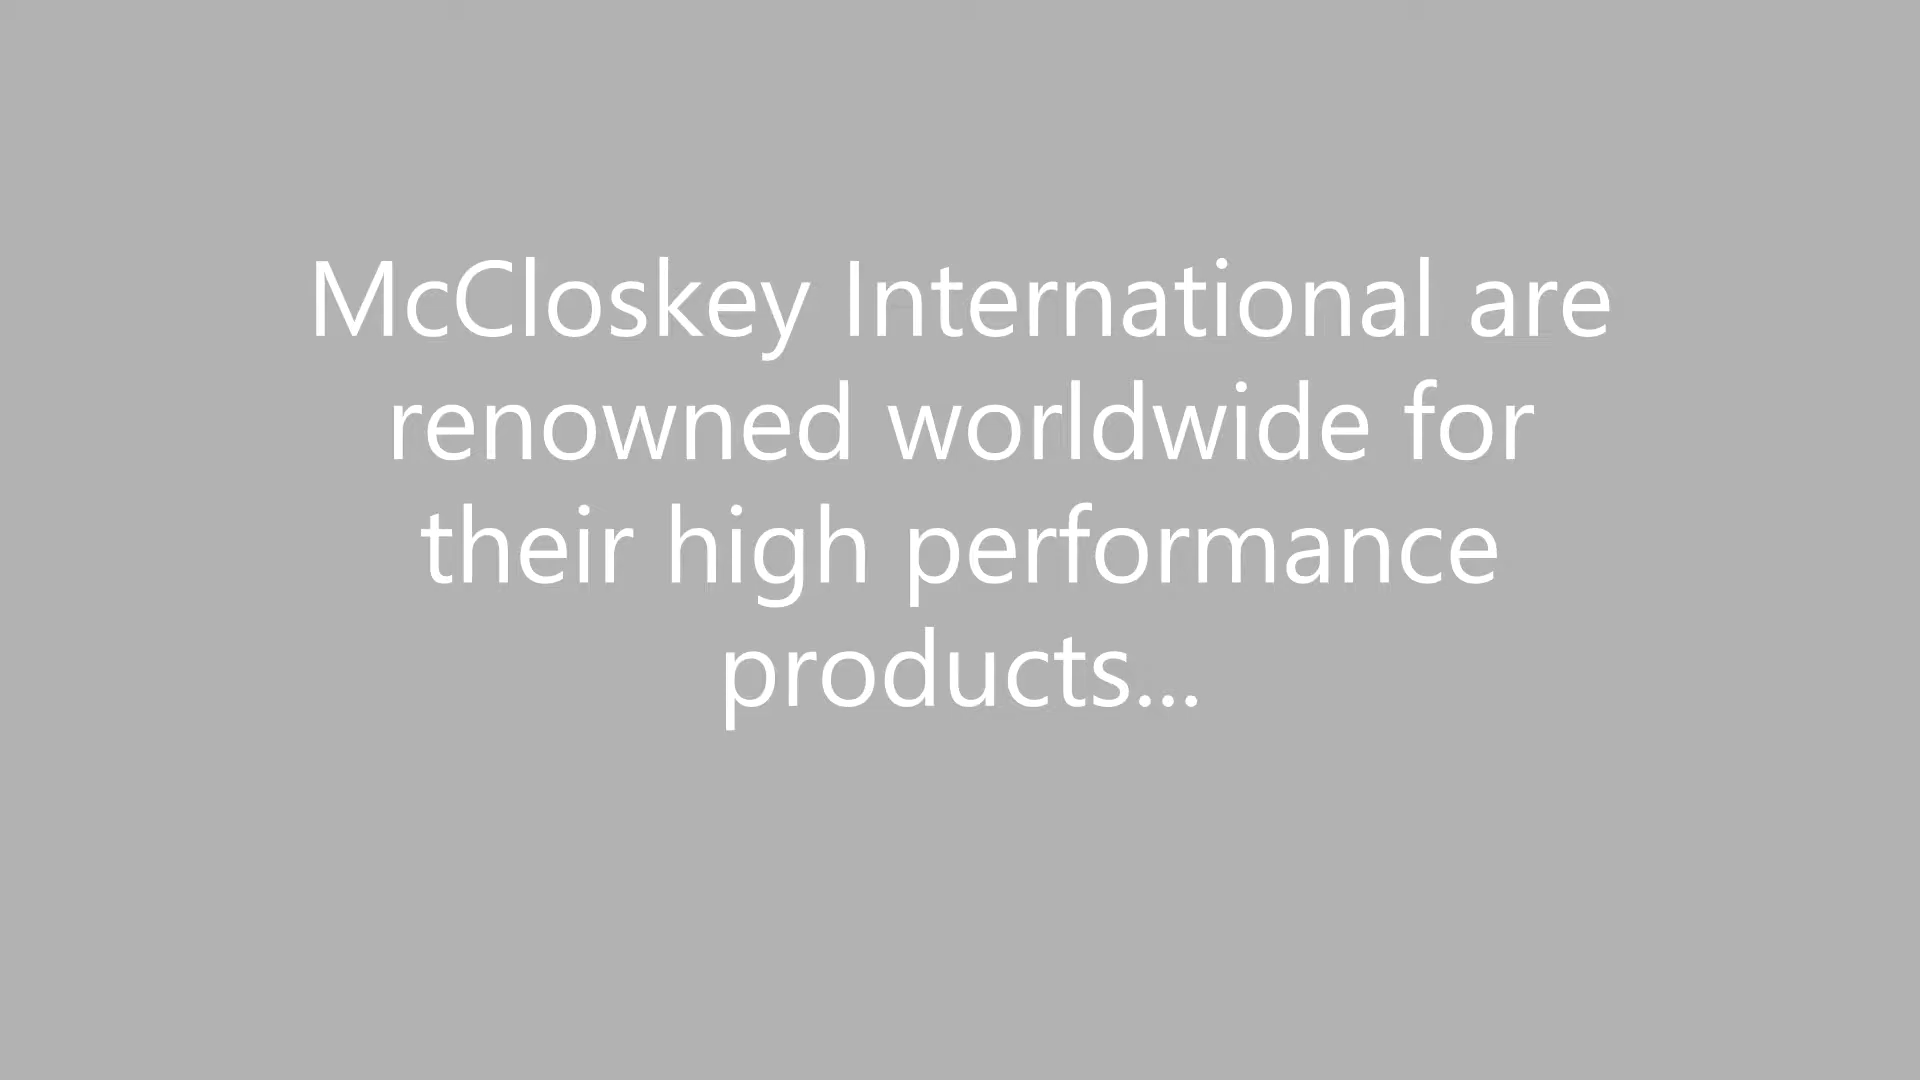 McCloskey International are
renowned worldwide for
their high performance
products...